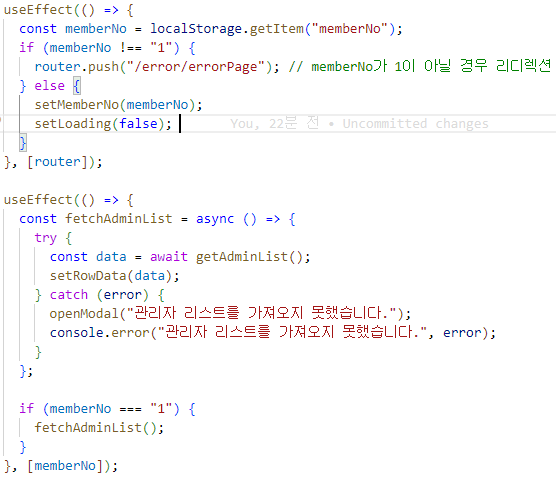 useEffect(() => {
  const memberNo = localStorage.getItem("memberNo");
  if (memberNo !== "1") {
    router.push("/error/errorPage"); // memberNo가 1이 아닐 경우 리디렉션
  } else {
    setMemberNo(memberNo);
    setLoading(false); You, 22분 전 • Uncommitted changes
  }
}, [router]);

useEffect(() => {
  const fetchAdminList = async () => {
    try {
      const data = await getAdminList();
      setRowData(data);
    } catch (error) {
      openModal("관리자 리스트를 가져오지 못했습니다.");
      console.error("관리자 리스트를 가져오지 못했습니다.", error);
    }
  };

  if (memberNo === "1") {
    fetchAdminList();
  }
}, [memberNo]);